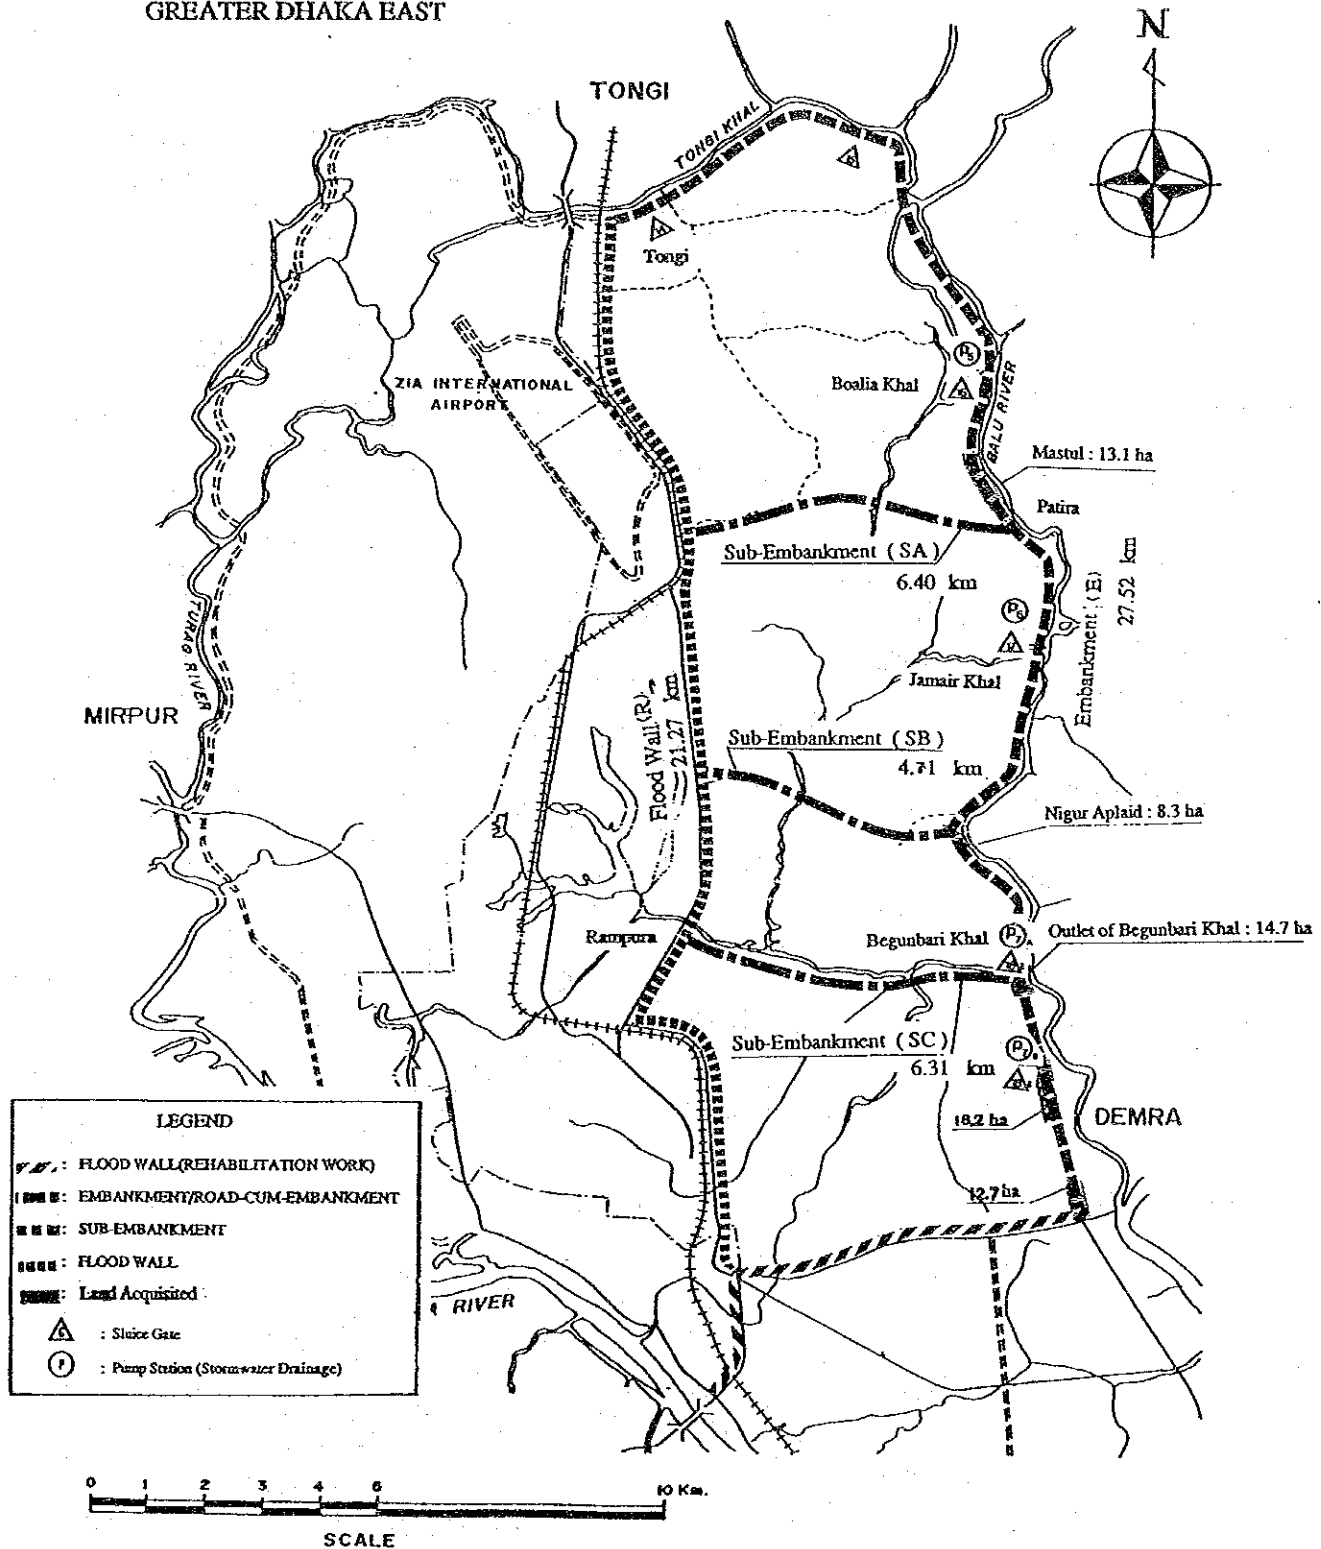 GREATER DHAKA EAST
N
TONGI
TONGI KHAL
Tongi
ZIA INTERNATIONAL
AIRPORT
Boalia Khal
P5
BALU RIVER
Mastul : 13.1 ha
Patira
Sub-Embankment ( SA )
6.40 km
Embankment (E)
27.52 km
P6
Jamair Khal
TURAG RIVER
MIRPUR
Flood Wall (R)
21.27 km
Sub-Embankment ( SB )
4.71 km
Nigur Aplaid : 8.3 ha
Rampura
Begunbari Khal
Outlet of Begunbari Khal : 14.7 ha
Sub-Embankment ( SC )
6.31 km
18.2 ha
DEMRA
12.7 ha
RIVER
LEGEND
: FLOOD WALL(REHABILITATION WORK)
: EMBANKMENT/ROAD-CUM-EMBANKMENT
: SUB-EMBANKMENT
: FLOOD WALL
: Land Acquisited
: Sluice Gate
P : Pump Station (Stormwater Drainage)
0 1 2 3 4 10 Km.
SCALE